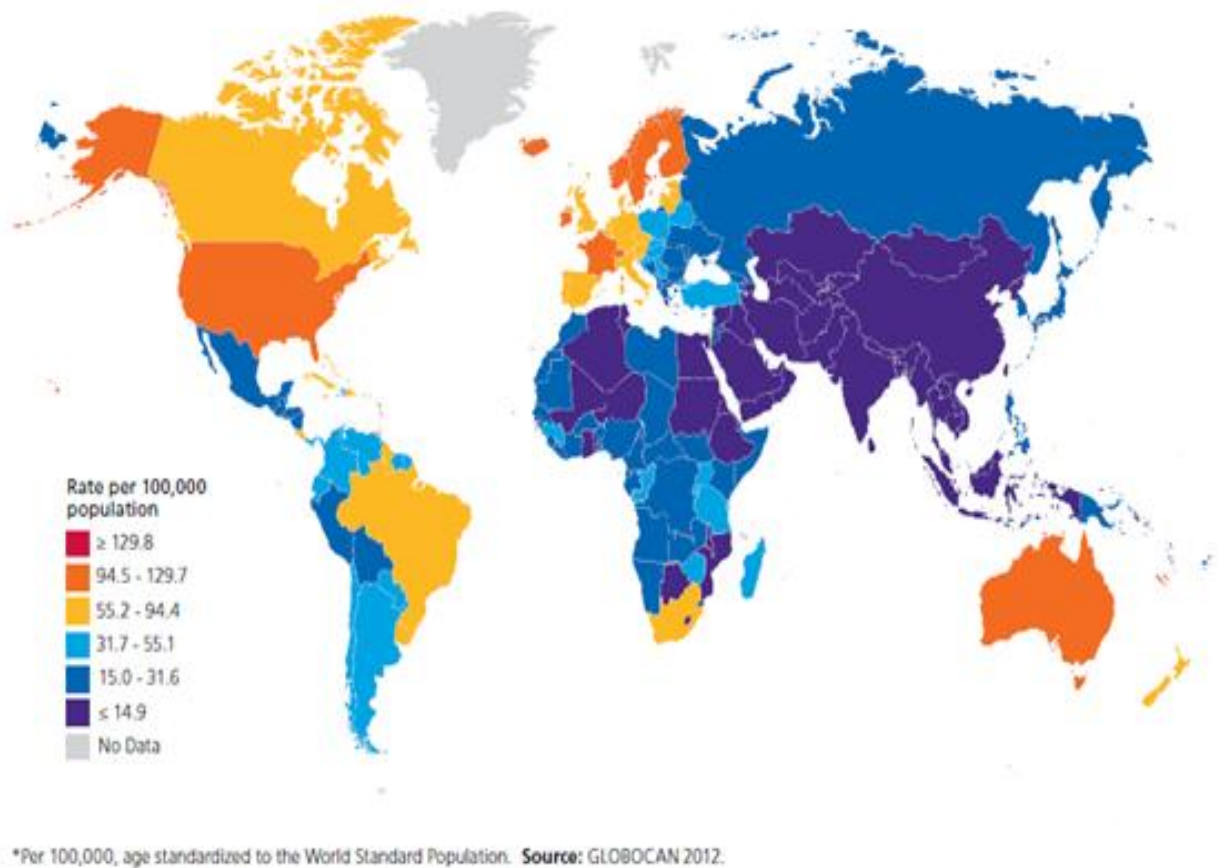 Rate per 100,000
population
≥ 129.8
94.5 - 129.7
55.2 - 94.4
31.7 - 55.1
15.0 - 31.6
≤ 14.9
No Data
*Per 100,000, age standardized to the World Standard Population. Source: GLOBOCAN 2012.